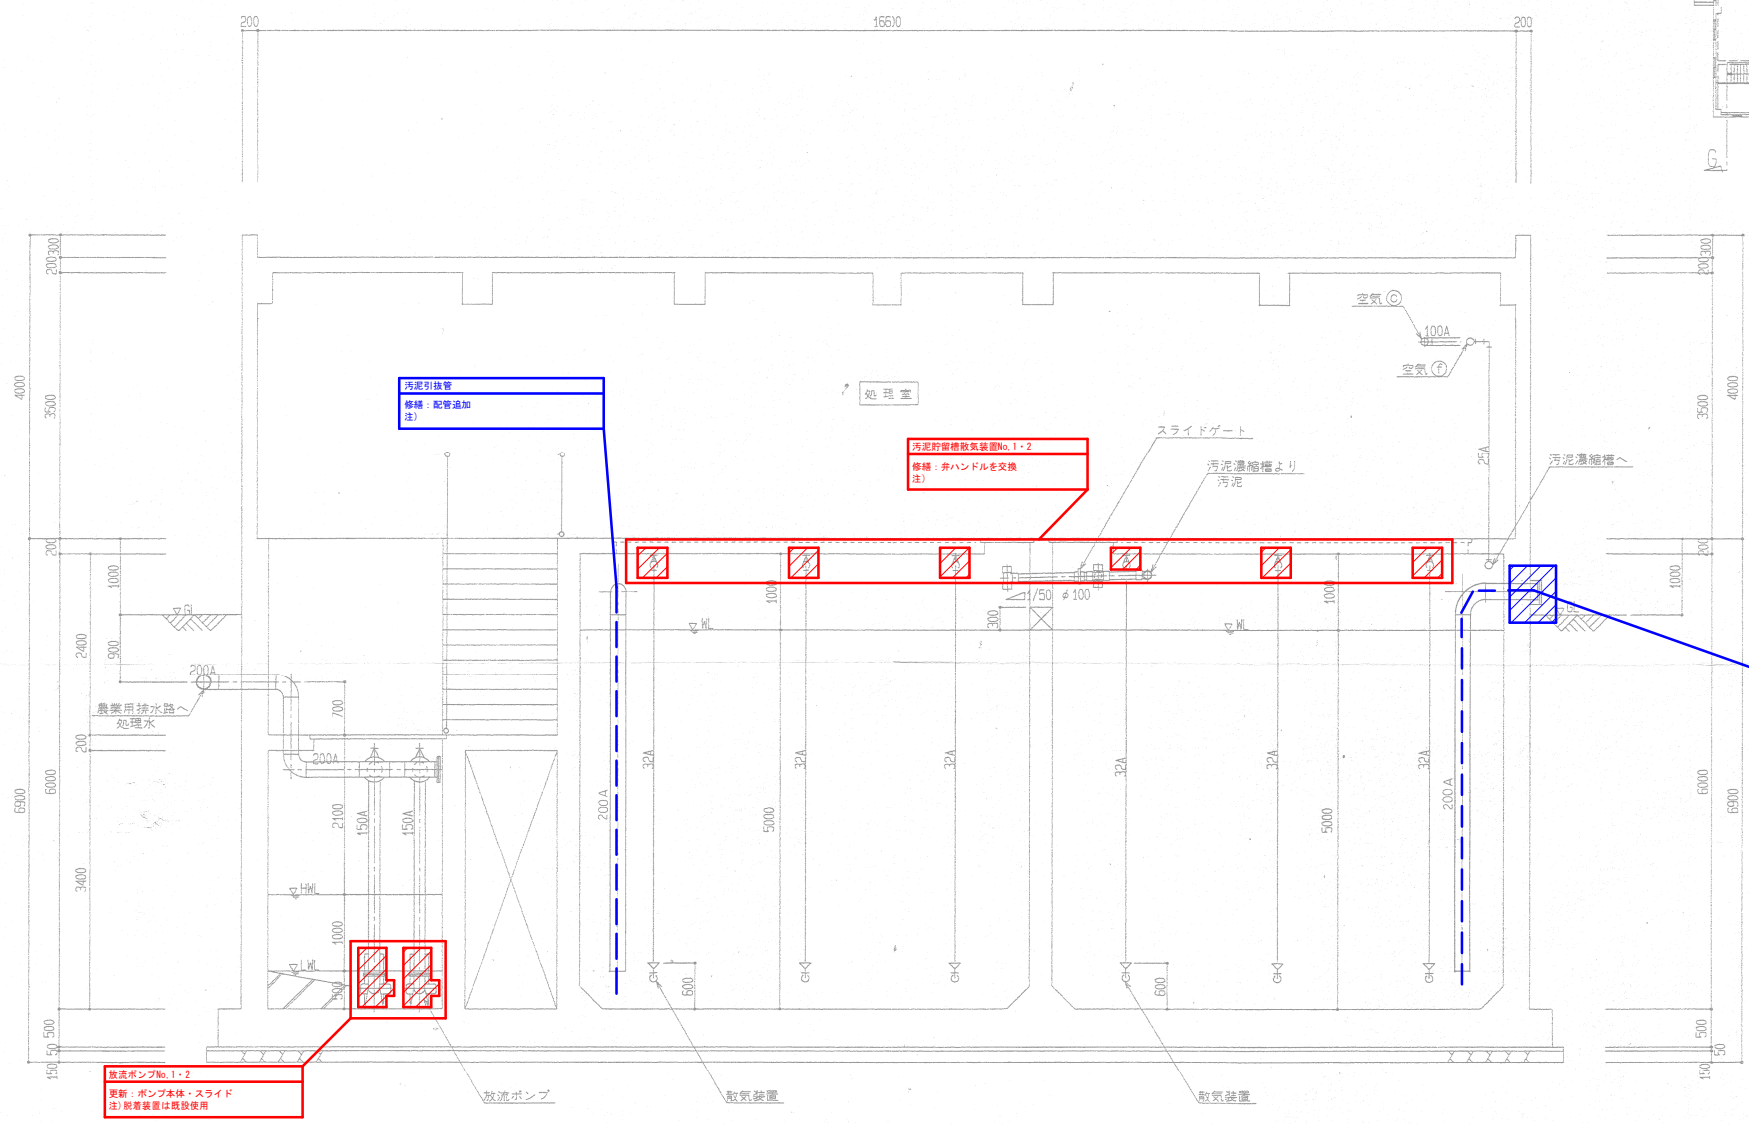 200
16600
200
G
300
200
4000
3500
200
1000
900
2400
200
6000
6900
3400
500
50
150
300
200
4000
3500
200
1000
6000
6900
500
50
150
空気 ⓒ
100A
空気 ⓕ
25A
処理室
汚泥引抜管
修繕：配管追加
注）
汚泥貯留槽散気装置No.1・2
修繕：弁ハンドルを交換
注）
スライドゲート
汚泥濃縮槽より
汚泥
汚泥濃縮槽へ
1/50 φ100
1000
300
1000
GL
GL
WL
WL
200A
農業用排水路へ
処理水
700
200A
2100
150A
150A
HWL
1000
LWL
500
200A
32A
32A
32A
32A
32A
32A
200A
5000
5000
600
600
放流ポンプNo.1・2
更新：ポンプ本体・スライド
注）脱着装置は既設使用
放流ポンプ
散気装置
散気装置